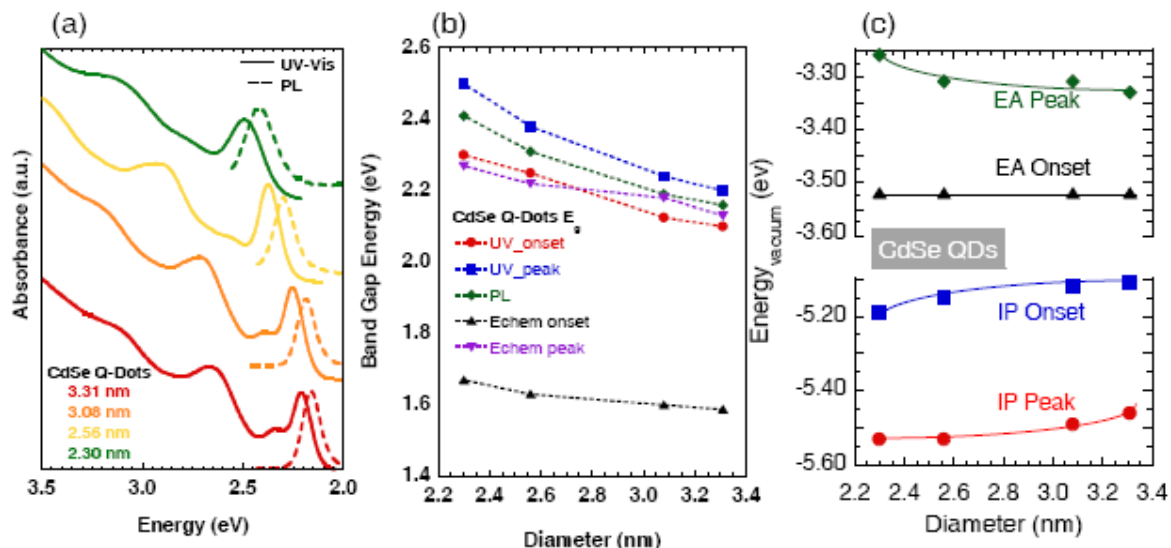 (a)
UV-Vis
PL
Absorbance (a.u.)
CdSe Q-Dots
3.31 nm
3.08 nm
2.56 nm
2.30 nm
3.5 3.0 2.5 2.0
Energy (eV)
(b)
2.6
2.4
2.2
2.0
1.8
1.6
1.4
Band Gap Energy (eV)
CdSe Q-Dots E g
UV_onset
UV_peak
PL
Echem onset
Echem peak
2.2 2.4 2.6 2.8 3.0 3.2 3.4
Diameter (nm)
(c)
-3.30
-3.40
-3.50
-3.60
-5.20
-5.40
-5.60
Energy vacuum (ev)
EA Peak
EA Onset
CdSe QDs
IP Onset
IP Peak
2.2 2.4 2.6 2.8 3.0 3.2 3.4
Diameter (nm)